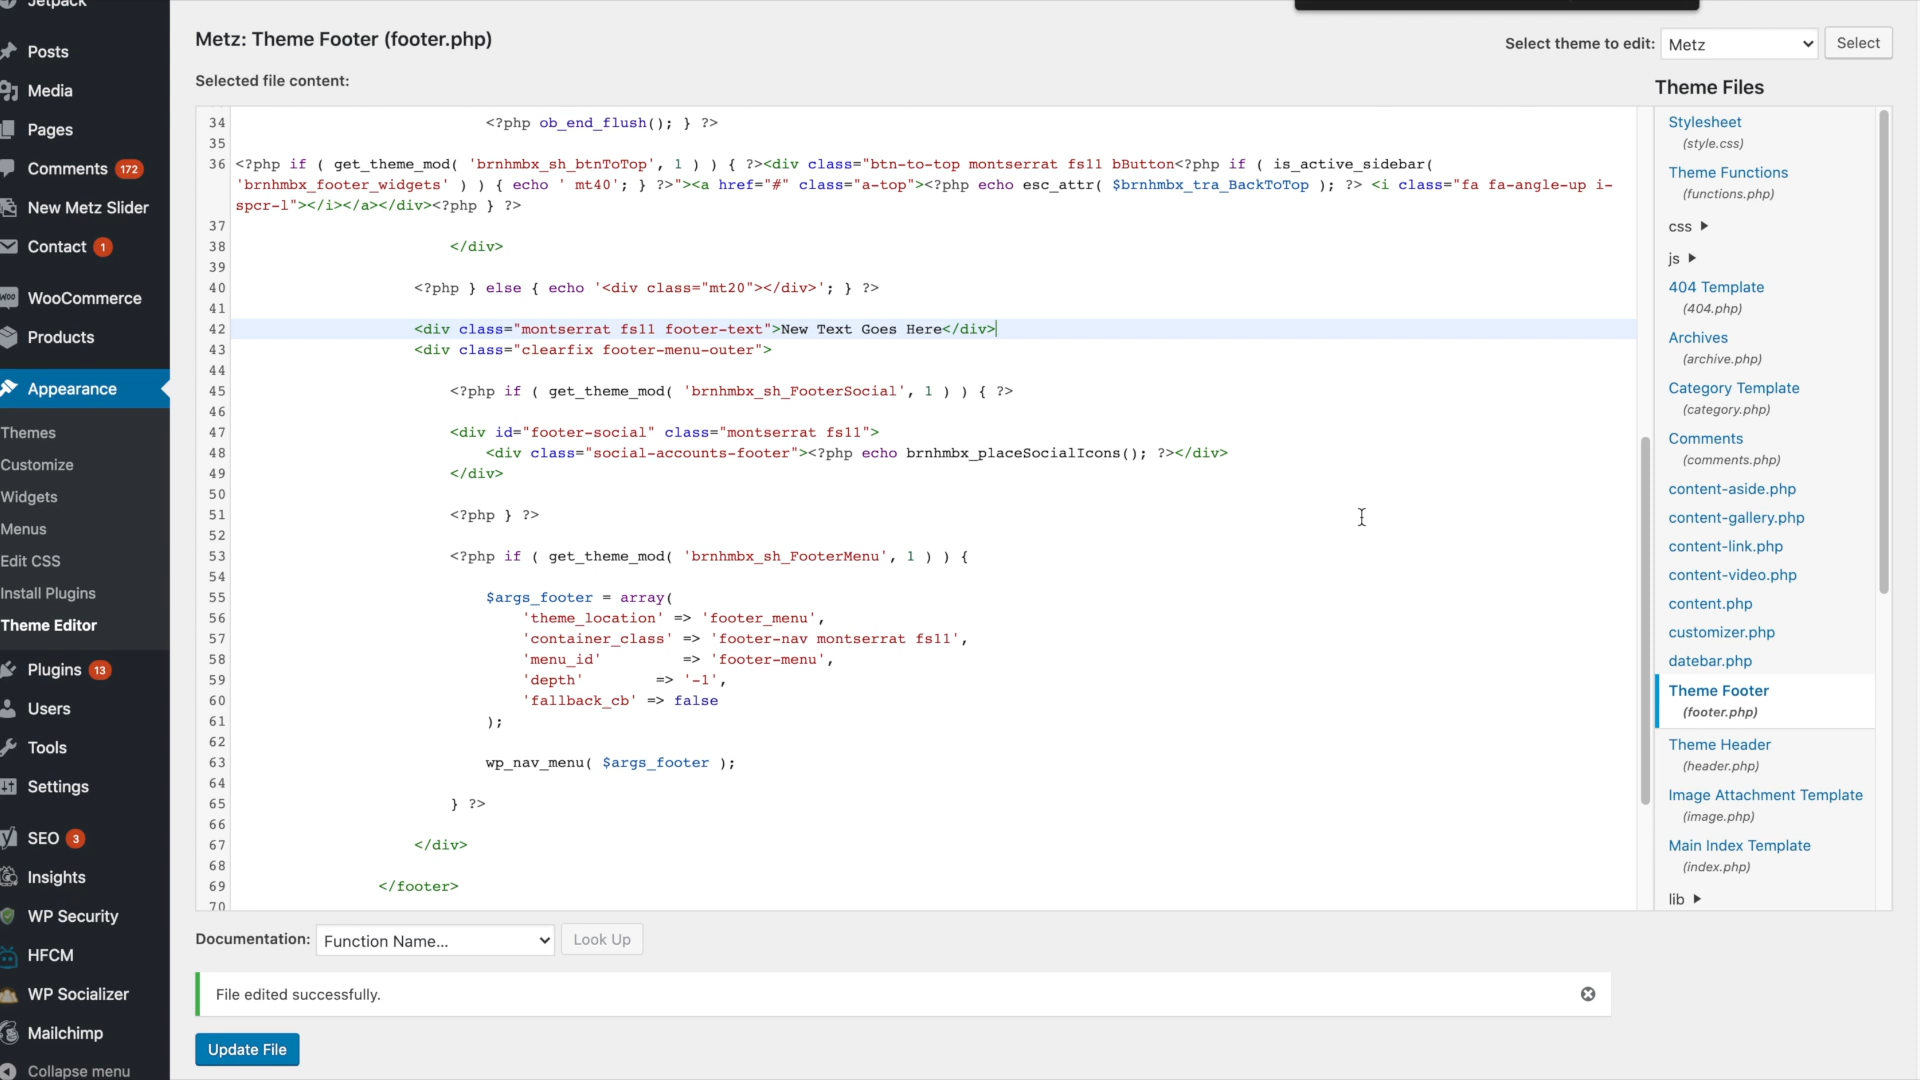 Jetpack
Posts
Media
Pages
Comments 172
New Metz Slider
Contact 1
WooCommerce
Products
Appearance
Themes
Customize
Widgets
Menus
Edit CSS
Install Plugins
Theme Editor
Plugins 13
Users
Tools
Settings
SEO 3
Insights
WP Security
HFCM
WP Socializer
Mailchimp
Collapse menu
Metz: Theme Footer (footer.php)
Select theme to edit: Metz Select
Selected file content:
34 <?php ob_end_flush(); } ?>
35
36 <?php if ( get_theme_mod( 'brnhmbx_sh_btnToTop', 1 ) ) { ?><div class="btn-to-top montserrat fs11 bButton<?php if ( is_active_sidebar(
'brnhmbx_footer_widgets' ) ) { echo ' mt40'; } ?>"><a href="#" class="a-top"><?php echo esc_attr( $brnhmbx_tra_BackToTop ); ?> <i class="fa fa-angle-up i-
spcr-l"></i></a></div><?php } ?>
37
38 </div>
39
40 <?php } else { echo '<div class="mt20"></div>'; } ?>
41
42 <div class="montserrat fs11 footer-text">New Text Goes Here</div>
43 <div class="clearfix footer-menu-outer">
44
45 <?php if ( get_theme_mod( 'brnhmbx_sh_FooterSocial', 1 ) ) { ?>
46
47 <div id="footer-social" class="montserrat fs11">
48 <div class="social-accounts-footer"><?php echo brnhmbx_placeSocialIcons(); ?></div>
49 </div>
50
51 <?php } ?>
52
53 <?php if ( get_theme_mod( 'brnhmbx_sh_FooterMenu', 1 ) ) {
54
55 $args_footer = array(
56 'theme_location' => 'footer_menu',
57 'container_class' => 'footer-nav montserrat fs11',
58 'menu_id' => 'footer-menu',
59 'depth' => '-1',
60 'fallback_cb' => false
61 );
62
63 wp_nav_menu( $args_footer );
64
65 } ?>
66
67 </div>
68
69 </footer>
70
Theme Files
Stylesheet
(style.css)
Theme Functions
(functions.php)
css
js
404 Template
(404.php)
Archives
(archive.php)
Category Template
(category.php)
Comments
(comments.php)
content-aside.php
content-gallery.php
content-link.php
content-video.php
content.php
customizer.php
datebar.php
Theme Footer
(footer.php)
Theme Header
(header.php)
Image Attachment Template
(image.php)
Main Index Template
(index.php)
lib
Documentation: Function Name... Look Up
File edited successfully.
Update File